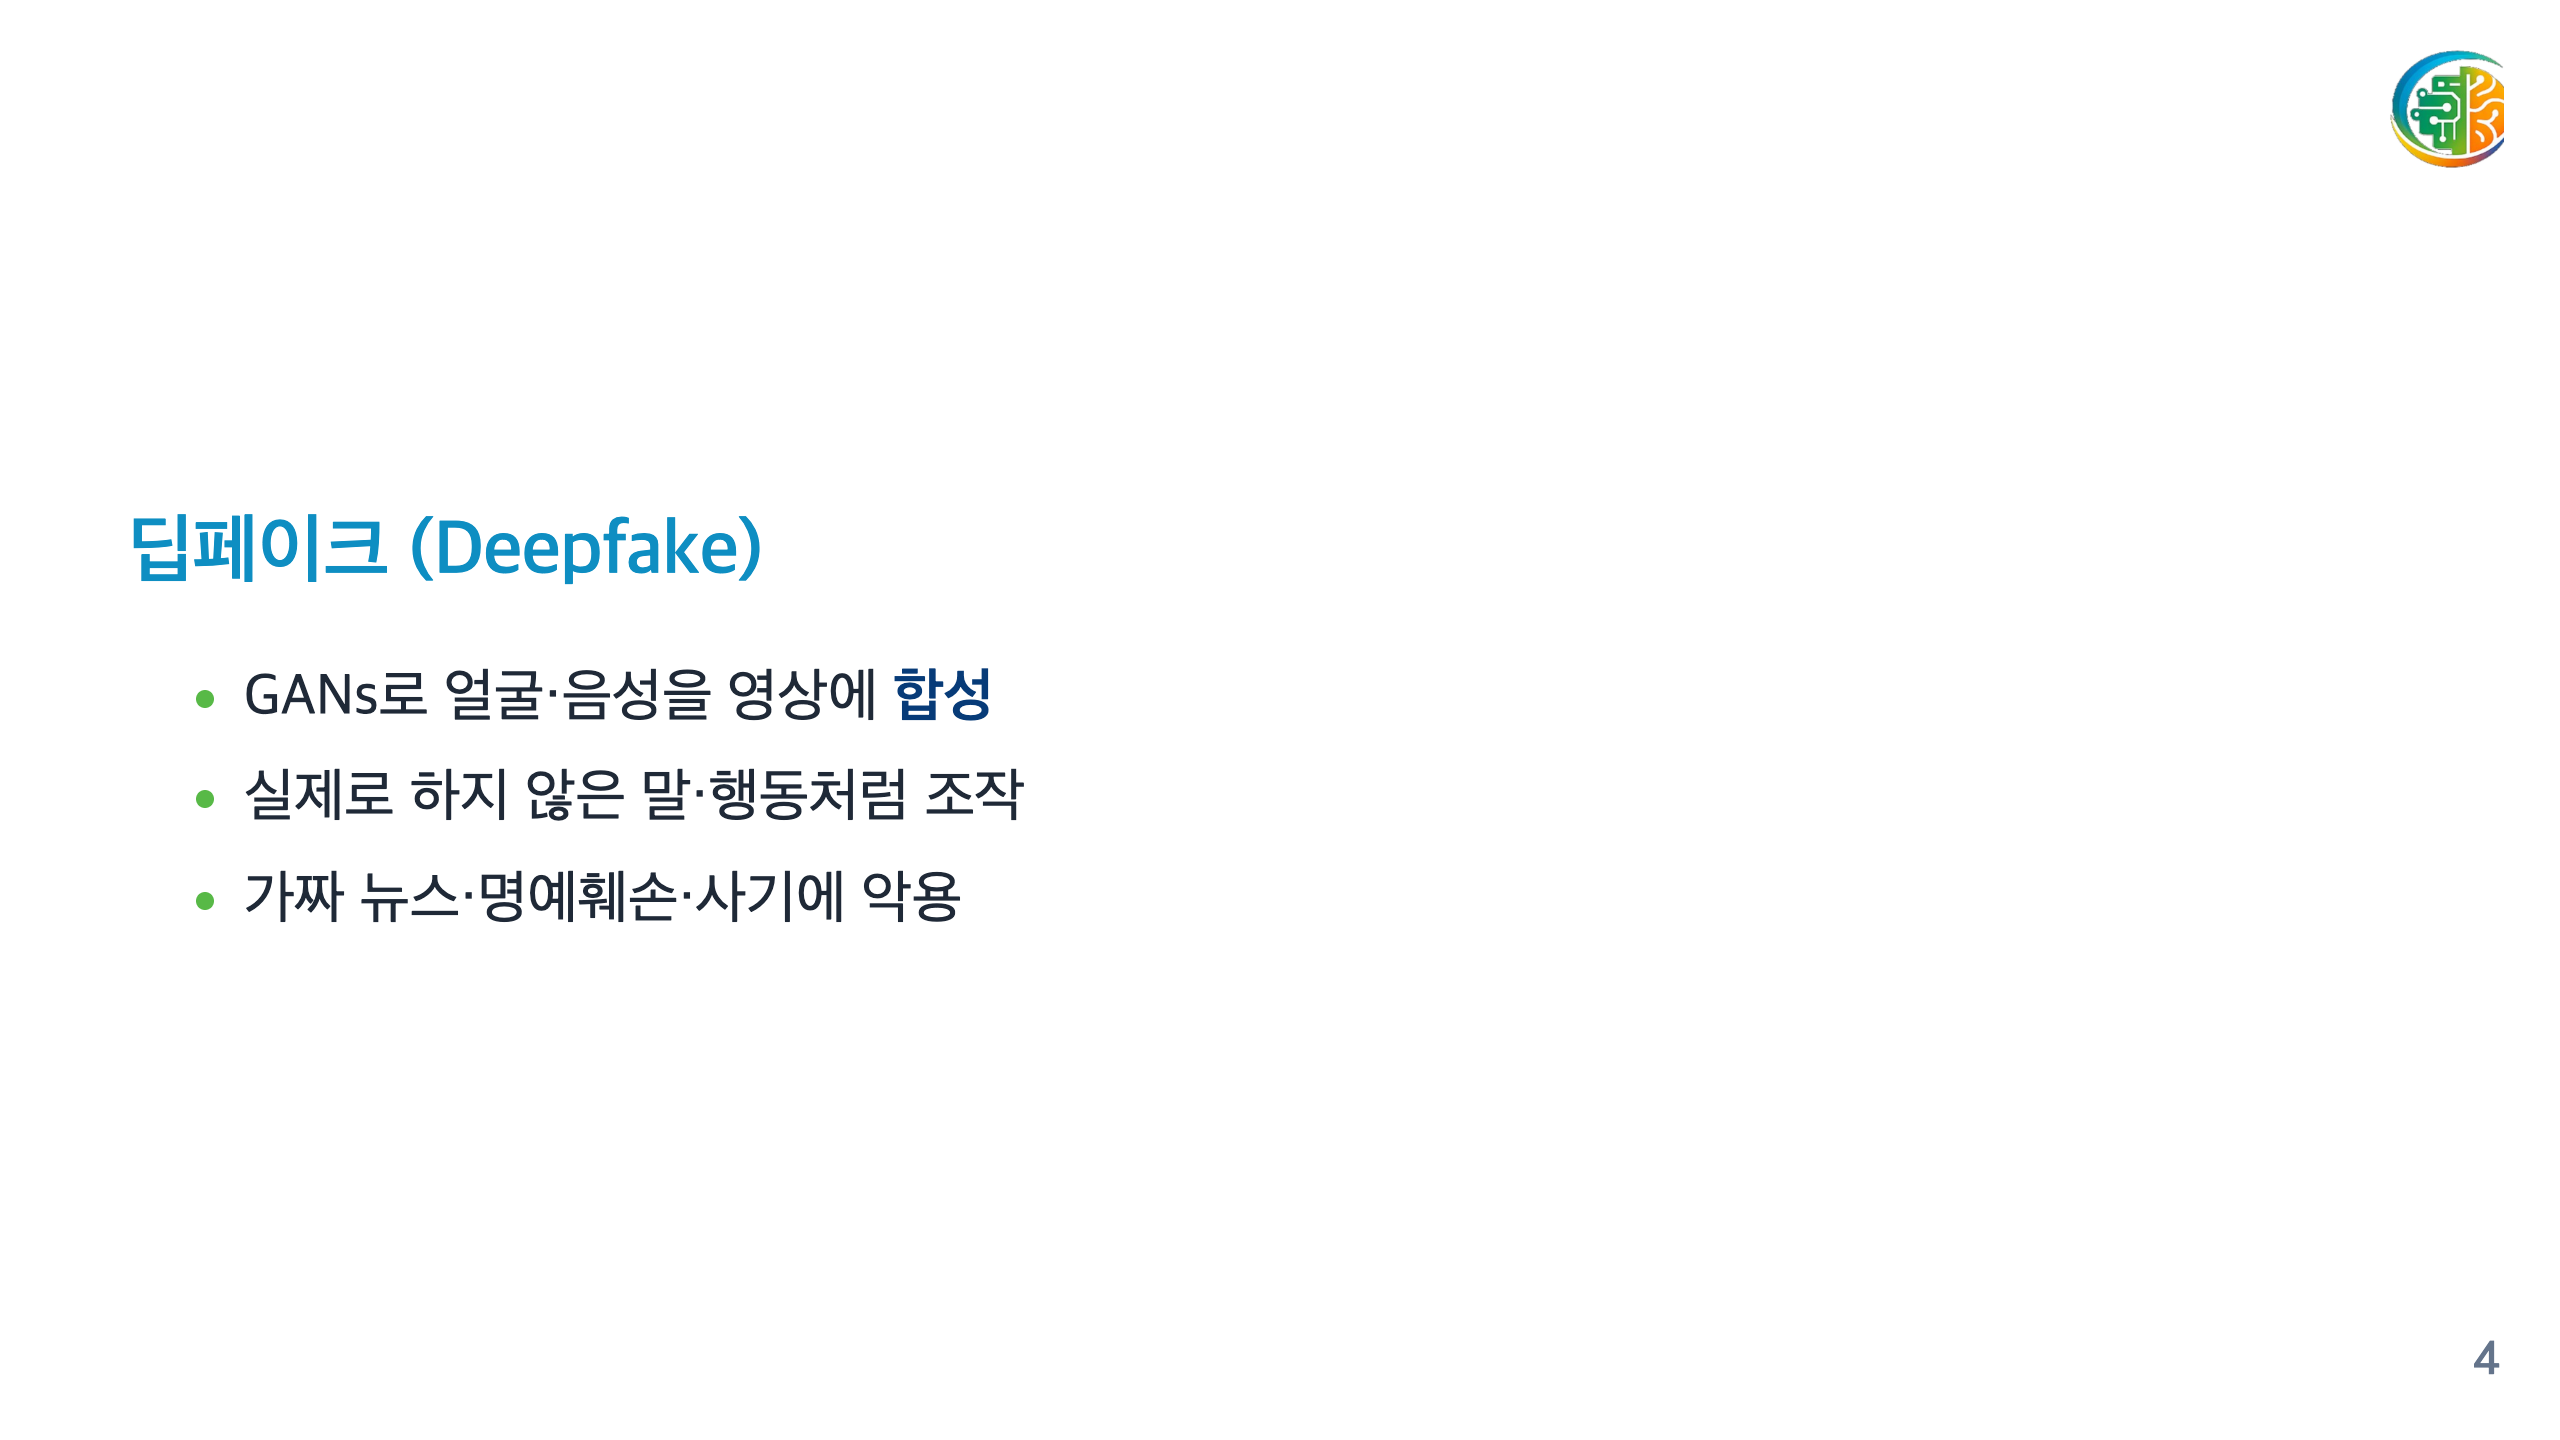 딥페이크 (Deepfake)
GANs로 얼굴·음성을 영상에 합성
실제로 하지 않은 말·행동처럼 조작
가짜 뉴스·명예훼손·사기에 악용
4